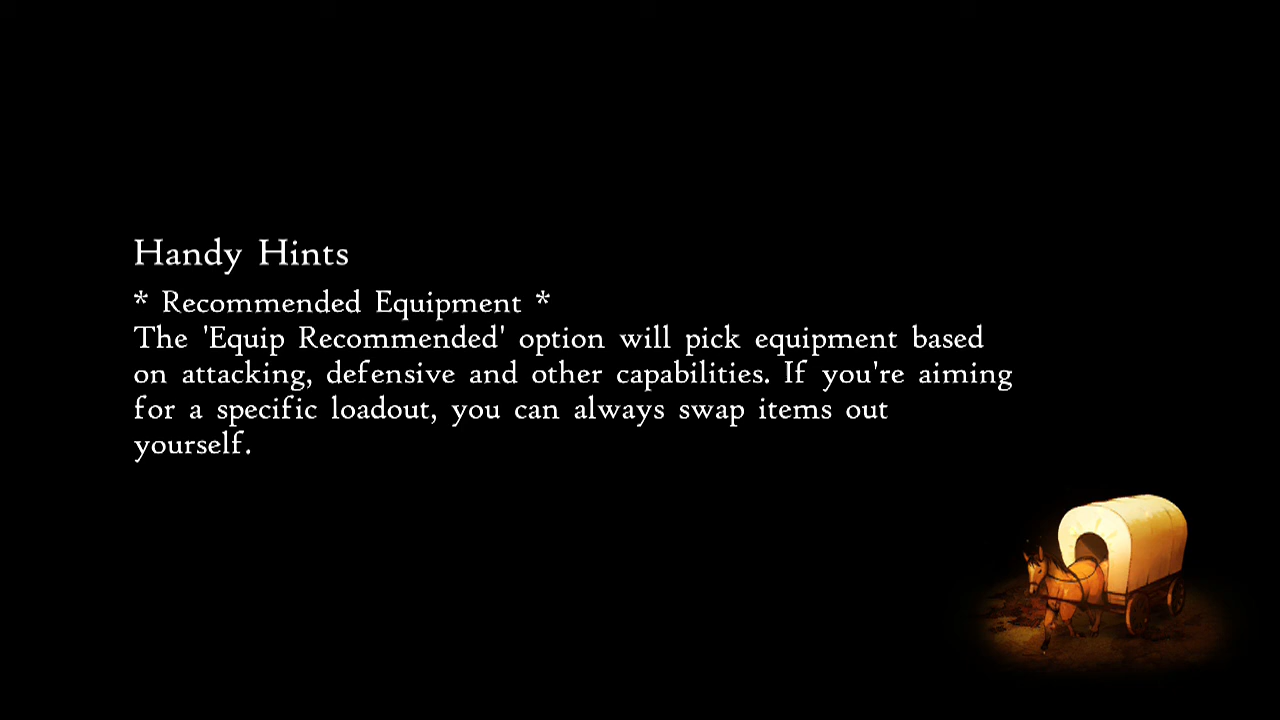 Handy Hints
* Recommended Equipment *
The 'Equip Recommended' option will pick equipment based
on attacking, defensive and other capabilities. If you're aiming
for a specific loadout, you can always swap items out
yourself.